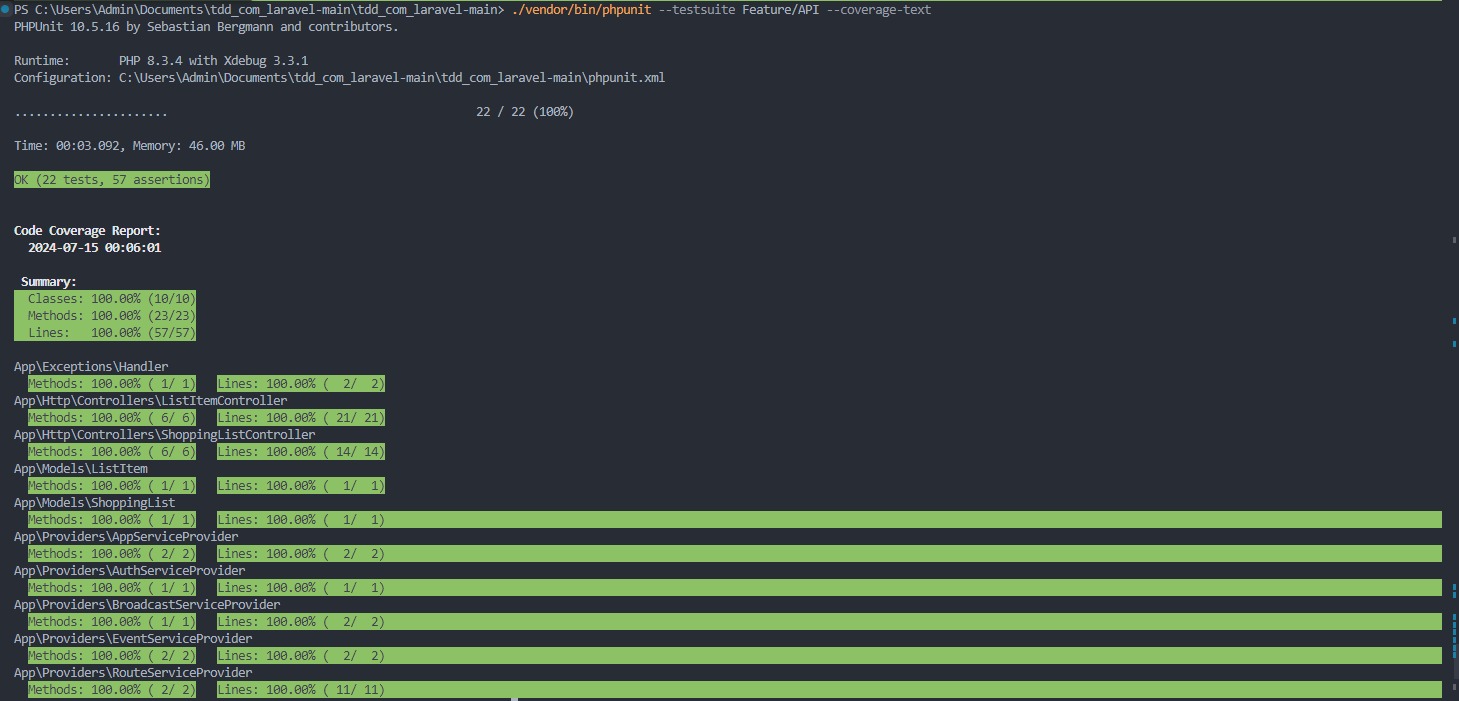 PS C:\Users\Admin\Documents\tdd_com_laravel-main\tdd_com_laravel-main> ./vendor/bin/phpunit --testsuite Feature/API --coverage-text
PHPUnit 10.5.16 by Sebastian Bergmann and contributors.
Runtime:       PHP 8.3.4 with Xdebug 3.3.1
Configuration: C:\Users\Admin\Documents\tdd_com_laravel-main\tdd_com_laravel-main\phpunit.xml
......................                                            22 / 22 (100%)
Time: 00:03.092, Memory: 46.00 MB
OK (22 tests, 57 assertions)
Code Coverage Report:
  2024-07-15 00:06:01
 Summary:
  Classes: 100.00% (10/10)
  Methods: 100.00% (23/23)
  Lines:   100.00% (57/57)
App\Exceptions\Handler
  Methods: 100.00% ( 1/ 1)   Lines: 100.00% (  2/  2)
App\Http\Controllers\ListItemController
  Methods: 100.00% ( 6/ 6)   Lines: 100.00% ( 21/ 21)
App\Http\Controllers\ShoppingListController
  Methods: 100.00% ( 6/ 6)   Lines: 100.00% ( 14/ 14)
App\Models\ListItem
  Methods: 100.00% ( 1/ 1)   Lines: 100.00% (  1/  1)
App\Models\ShoppingList
  Methods: 100.00% ( 1/ 1)   Lines: 100.00% (  1/  1)
App\Providers\AppServiceProvider
  Methods: 100.00% ( 2/ 2)   Lines: 100.00% (  2/  2)
App\Providers\AuthServiceProvider
  Methods: 100.00% ( 1/ 1)   Lines: 100.00% (  1/  1)
App\Providers\BroadcastServiceProvider
  Methods: 100.00% ( 1/ 1)   Lines: 100.00% (  2/  2)
App\Providers\EventServiceProvider
  Methods: 100.00% ( 2/ 2)   Lines: 100.00% (  2/  2)
App\Providers\RouteServiceProvider
  Methods: 100.00% ( 2/ 2)   Lines: 100.00% ( 11/ 11)